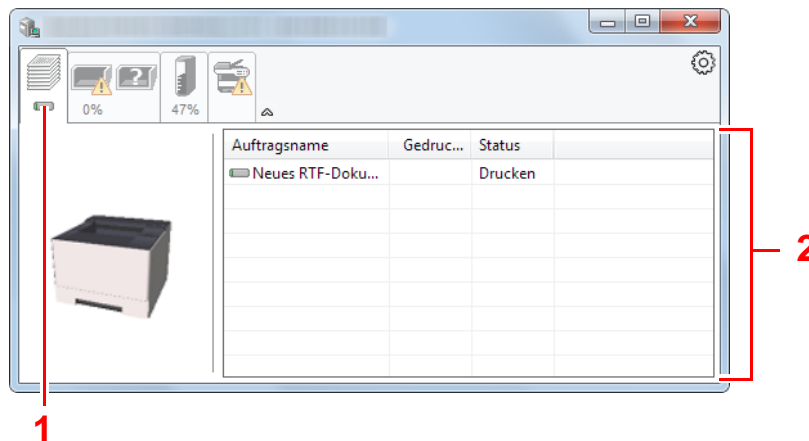 ?
0%
47%
Auftragsname Gedruc... Status
Neues RTF-Doku... Drucken
2
1